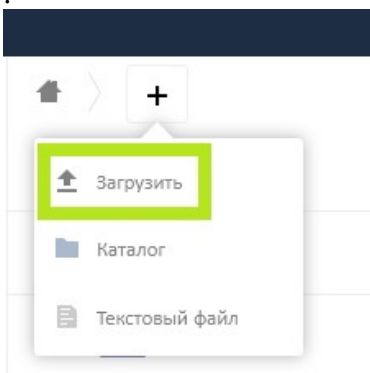 +
Загрузить
Каталог
Текстовый файл